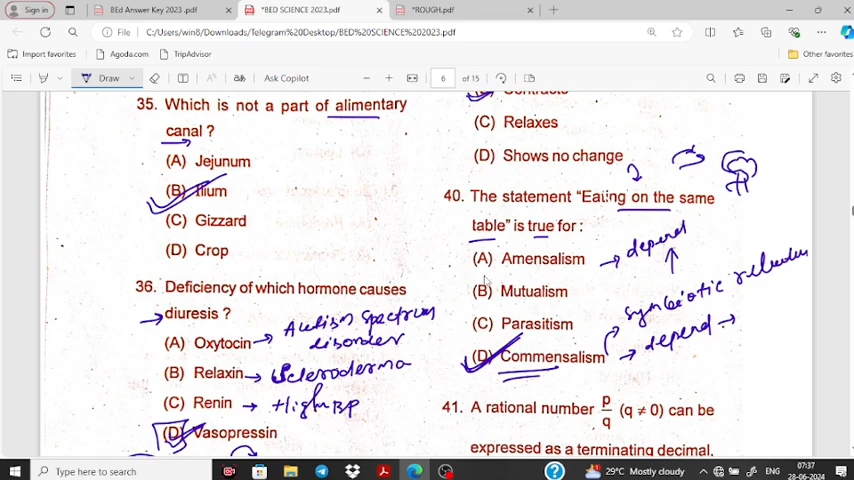 Sign in
BEd Answer Key 2023 .pdf
*BED SCIENCE 2023.pdf
*ROUGH.pdf
File
C:/Users/win8/Downloads/Telegram%20Desktop/BED%20SCIENCE%202023.pdf
Import favorites
Agoda.com
TripAdvisor
Other favorites
Draw
Ask Copilot
6
of 15
35. Which is not a part of alimentary
canal ?
(A) Jejunum
(B) Ilium
(C) Gizzard
(D) Crop
36. Deficiency of which hormone causes
diuresis ?
(A) Oxytocin → Autism Spectrum
disorder
(B) Relaxin → Scleroderma
(C) Renin → High BP
(D) Vasopressin
Contracts
(C) Relaxes
(D) Shows no change
40. The statement “Eating on the same
table” is true for :
(A) Amensalism → depend
(B) Mutualism
symbiotic
(C) Parasitism
(D) Commensalism → depend →
41. A rational number p/q (q ≠ 0) can be
expressed as a terminating decimal,
Type here to search
29°C Mostly cloudy
ENG
07:37
28-06-2024